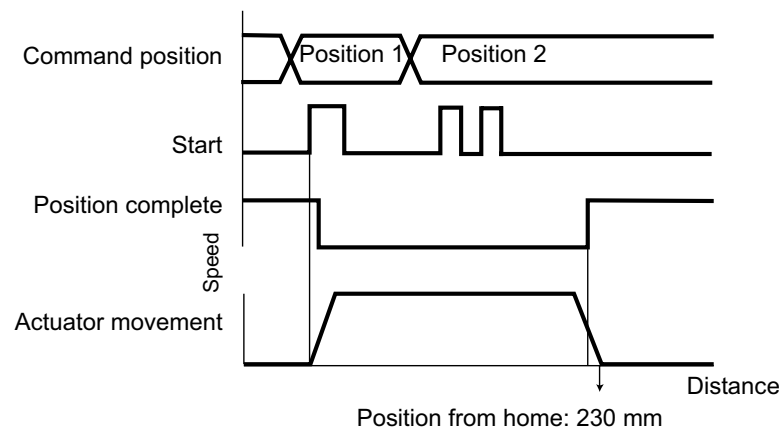 Command position
Position 1
Position 2
Start
Position complete
Speed
Actuator movement
Distance
Position from home: 230 mm